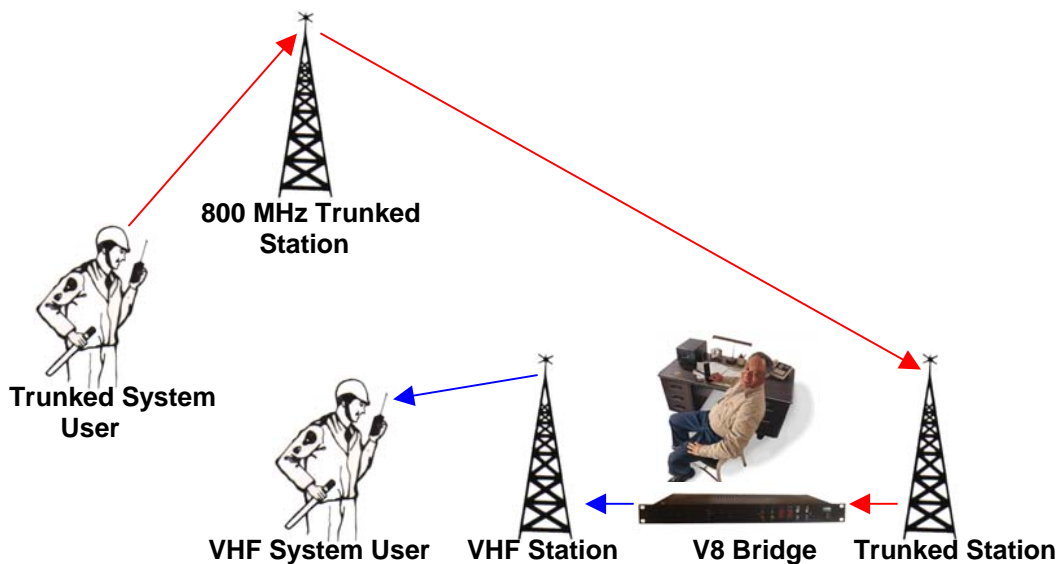 800 MHz Trunked
Station
Trunked System
User
VHF System User
VHF Station
V8 Bridge
Trunked Station